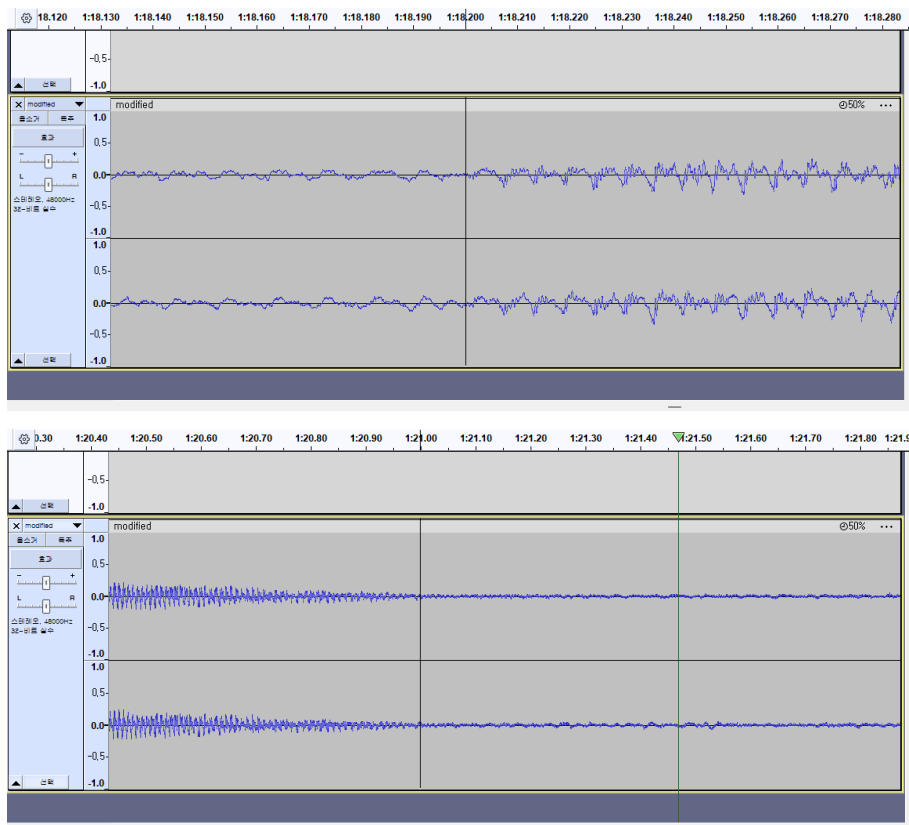 18.120 1:18.130 1:18.140 1:18.150 1:18.160 1:18.170 1:18.180 1:18.190 1:18.200 1:18.210 1:18.220 1:18.230 1:18.240 1:18.250 1:18.260 1:18.270 1:18.280
-0.5-
선택 -1.0
× modified ▼ modified 50% ...
음소거 독주 1.0
효과 0.5-
- +
0.0-
L R
스테레오, 48000Hz -0.5-
32-비트 실수
-1.0
1.0
0.5-
0.0-
-0.5-
선택 -1.0
0.30 1:20.40 1:20.50 1:20.60 1:20.70 1:20.80 1:20.90 1:21.00 1:21.10 1:21.20 1:21.30 1:21.40 1:21.50 1:21.60 1:21.70 1:21.80 1:21.9
-0.5-
선택 -1.0
× modified ▼ modified 50% ...
음소거 독주 1.0
효과 0.5-
- +
0.0-
L R
스테레오, 48000Hz -0.5-
32-비트 실수
-1.0
1.0
0.5-
0.0-
-0.5-
선택 -1.0